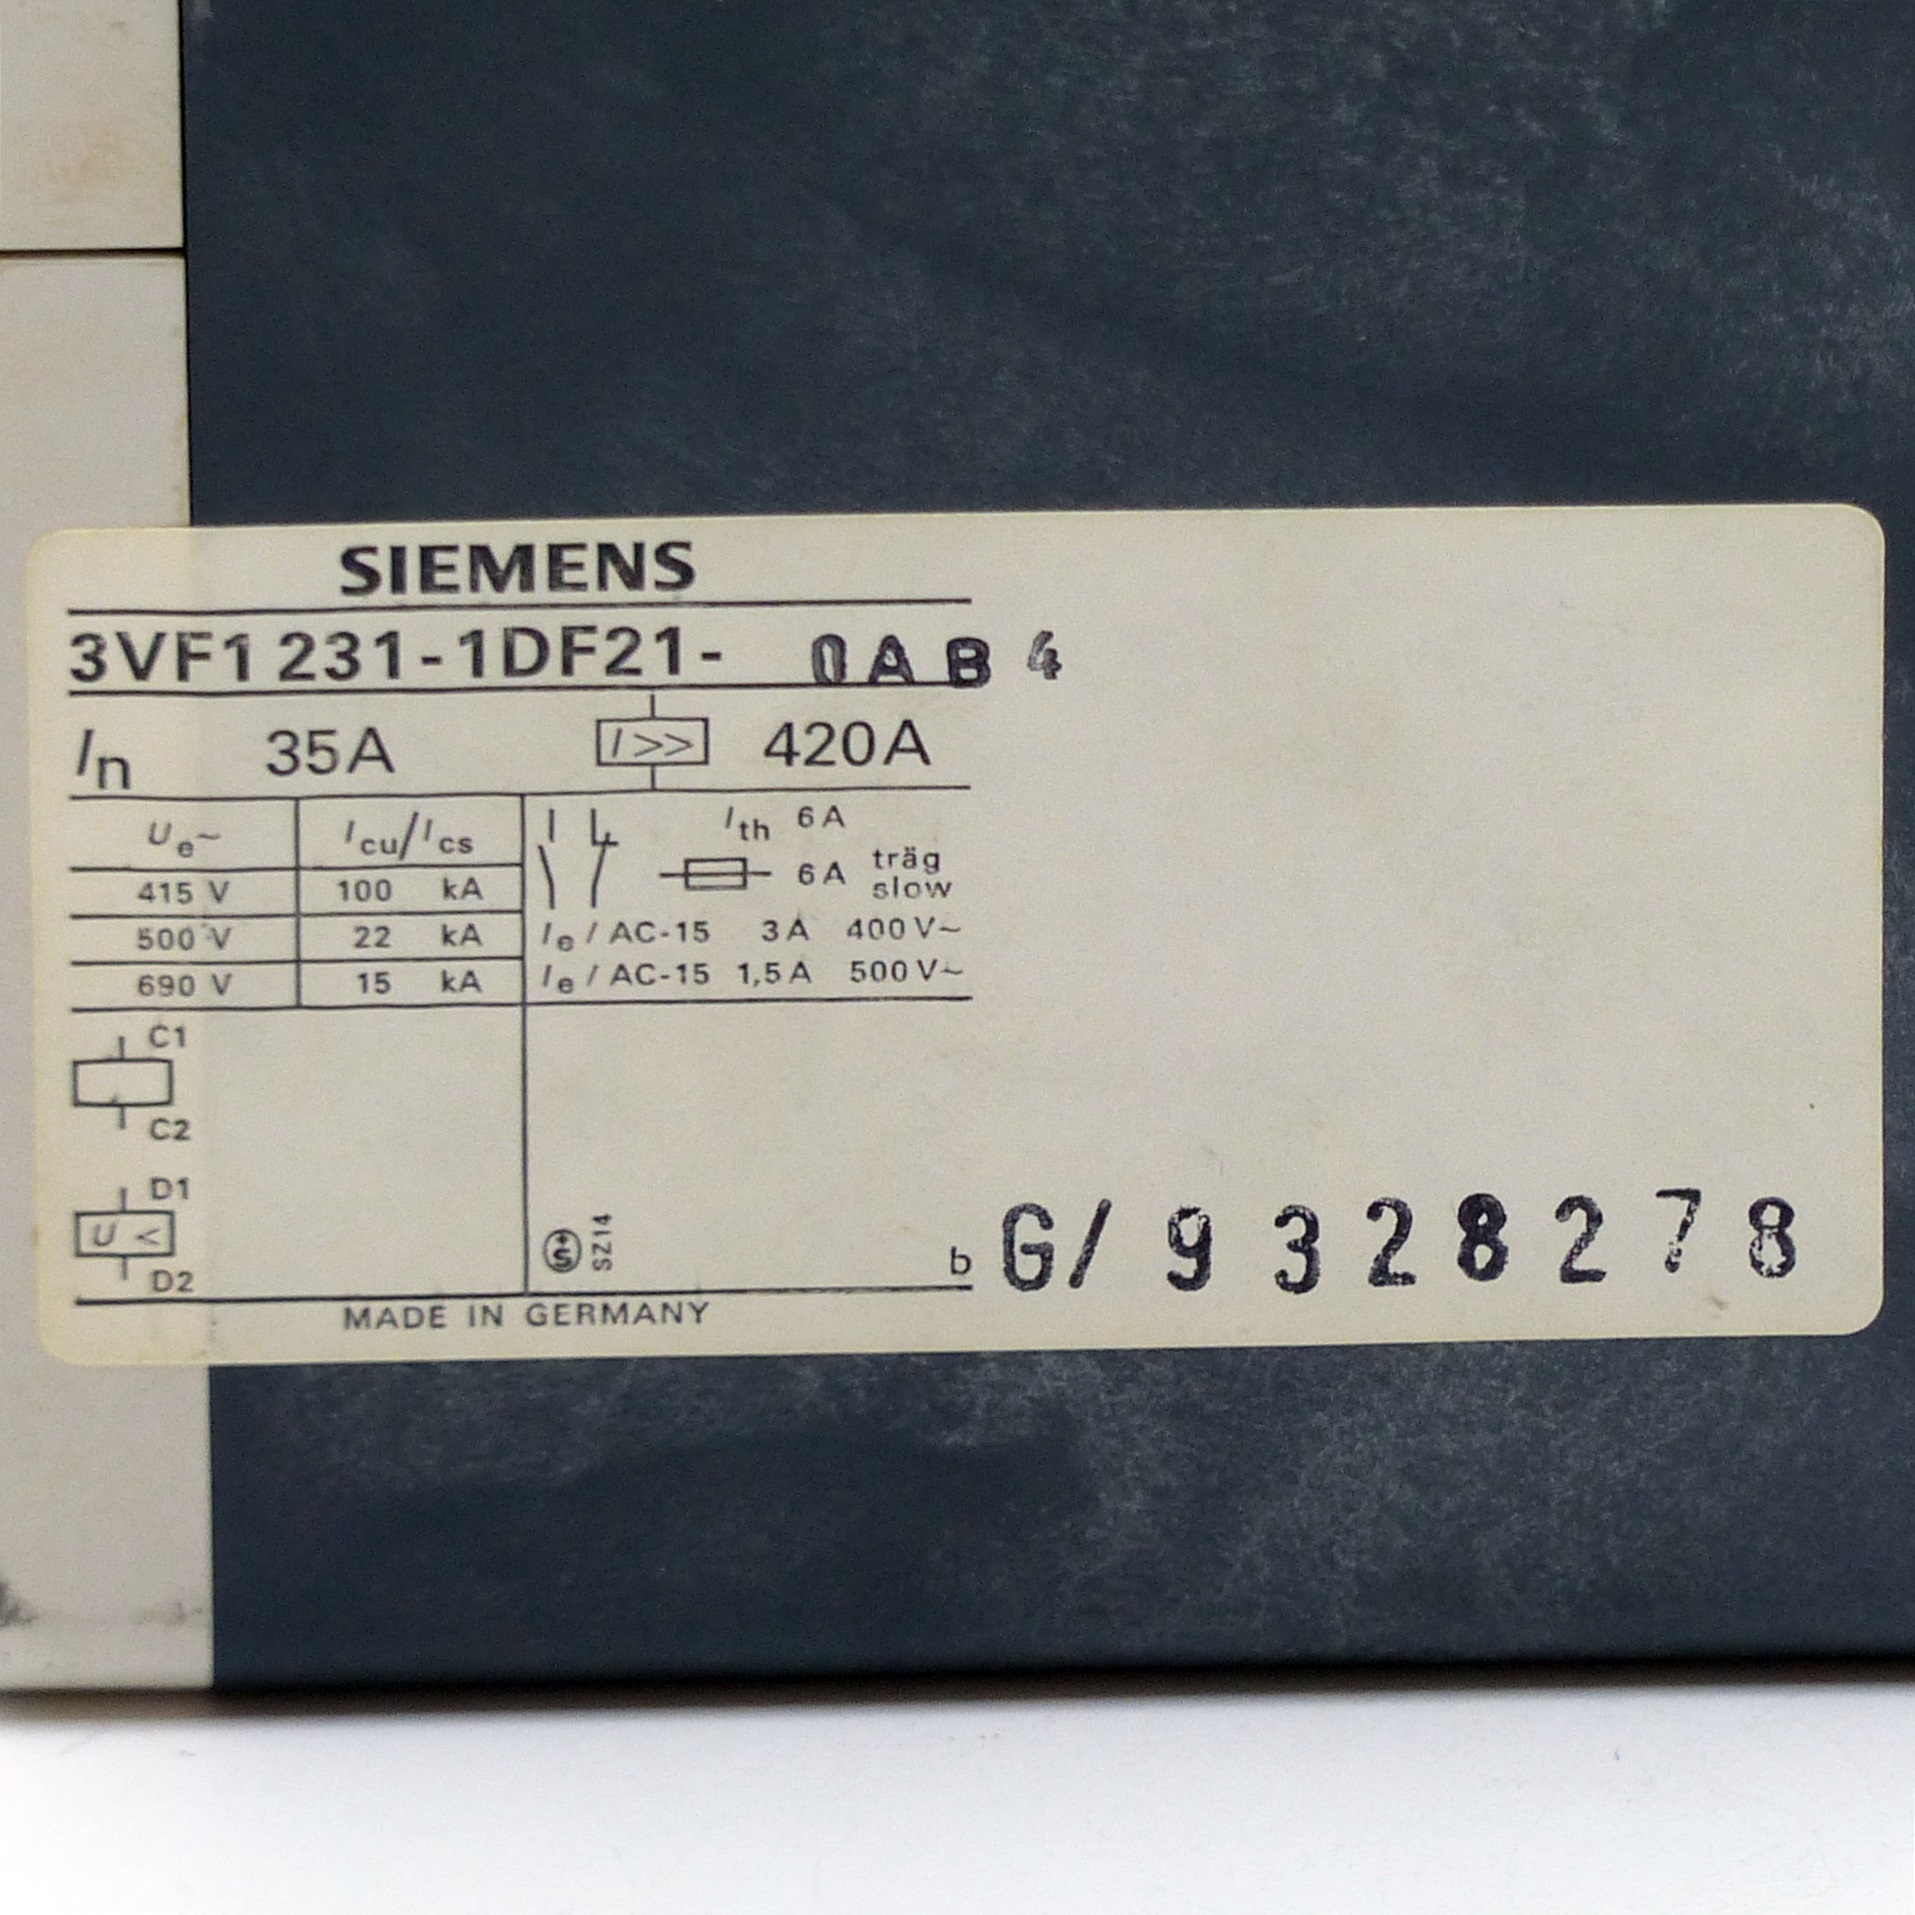 SIEMENS
3VF1 231-1DF21- 0AB4
In 35A I>> 420A
Ue~ Icu/Ics
415 V 100 kA
500 V 22 kA
690 V 15 kA
Ith 6A
6A träg
slow
Ie / AC-15 3A 400V~
Ie / AC-15 1,5A 500V~
C1
C2
D1
U <
D2
S
SZ14
b G/ 9328278
MADE IN GERMANY